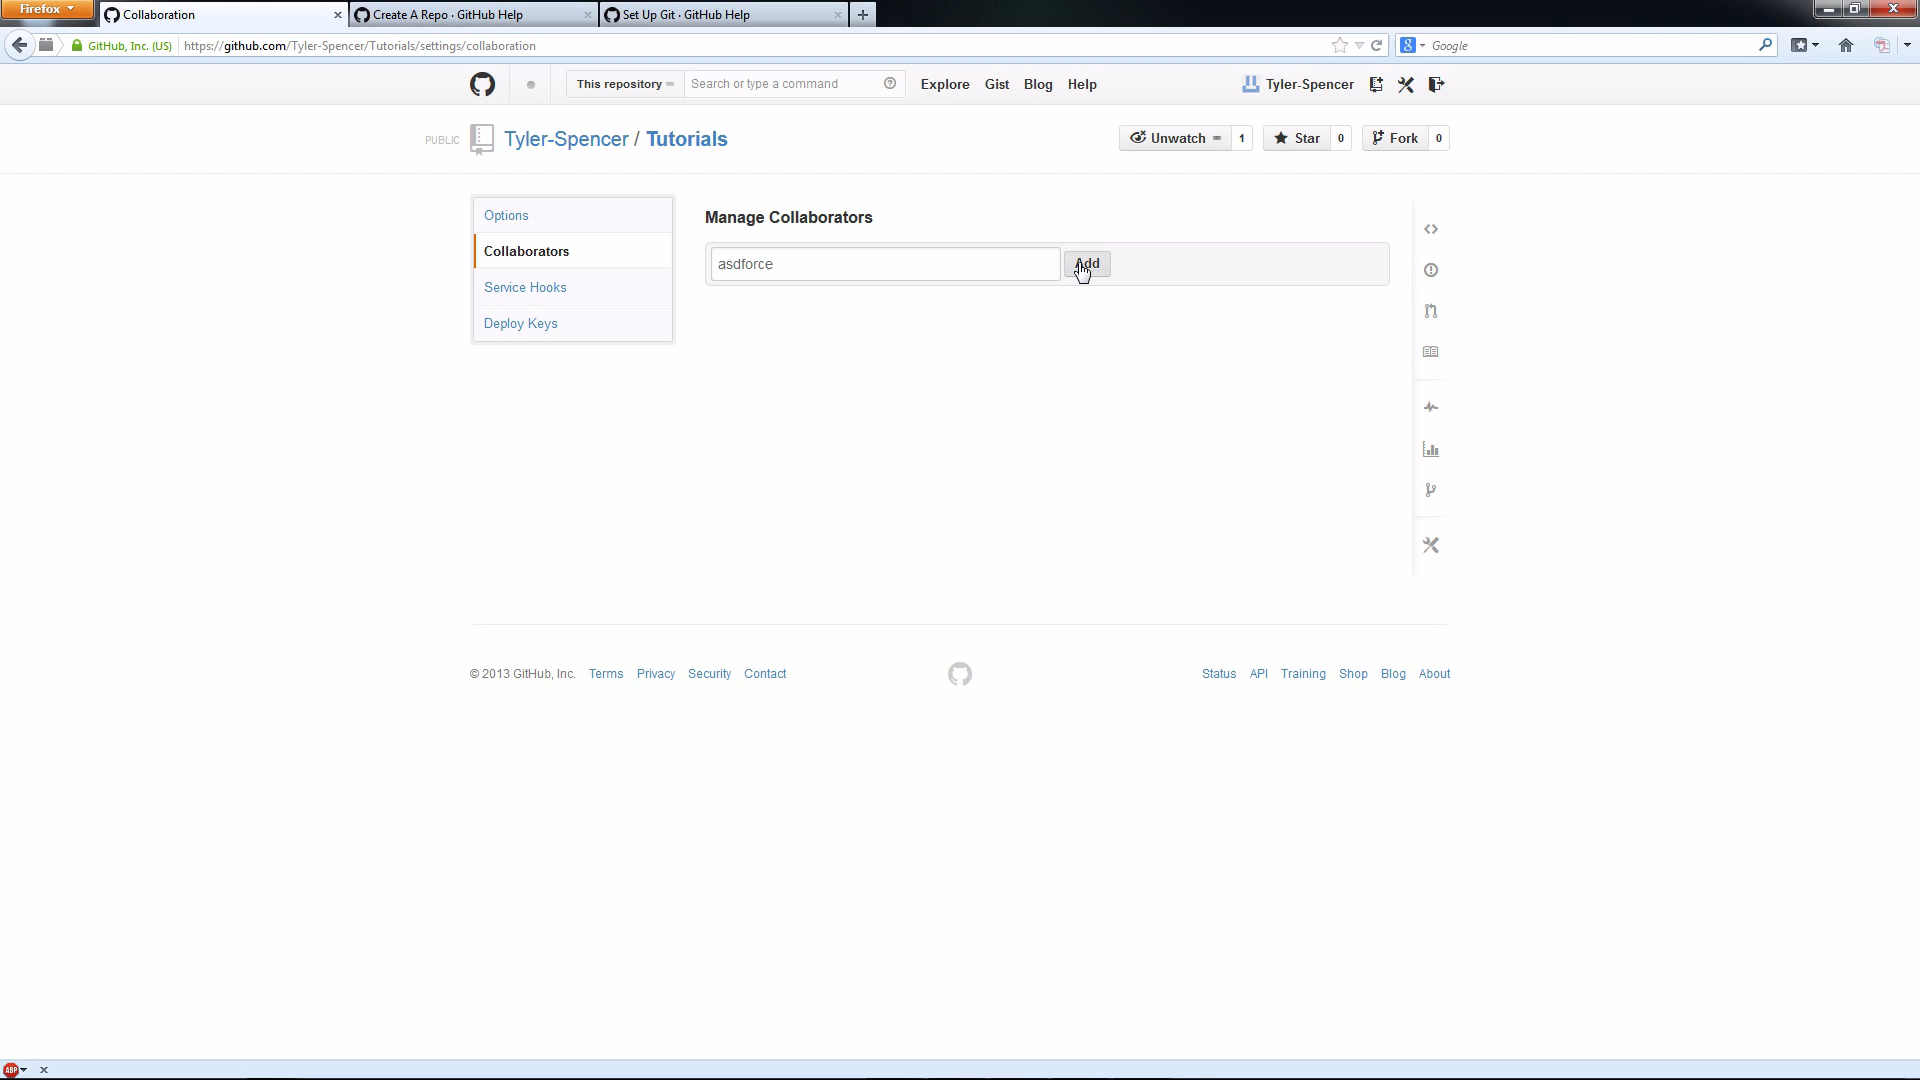 Firefox
Collaboration
Create A Repo · GitHub Help
Set Up Git · GitHub Help
GitHub, Inc. (US)
https://github.com/Tyler-Spencer/Tutorials/settings/collaboration
8
Google
This repository
Search or type a command
Explore
Gist
Blog
Help
Tyler-Spencer
PUBLIC
Tyler-Spencer / Tutorials
Unwatch
1
Star
0
Fork
0
Options
Collaborators
Service Hooks
Deploy Keys
Manage Collaborators
asdforce
Add
© 2013 GitHub, Inc.
Terms
Privacy
Security
Contact
Status
API
Training
Shop
Blog
About
ABP